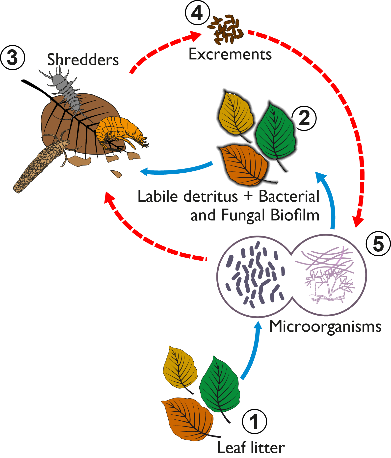 4
3
Shredders
Excrements
2
Labile detritus + Bacterial
and Fungal Biofilm
5
Microorganisms
1
Leaf litter